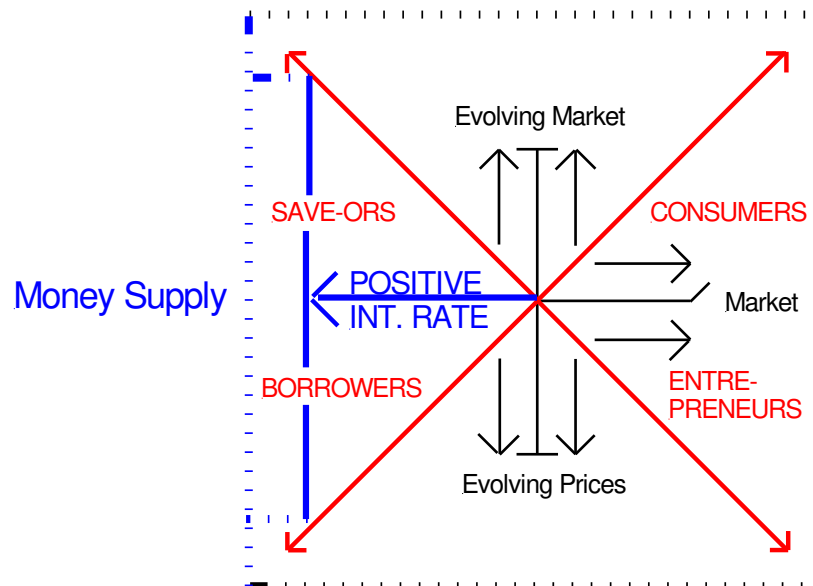 Evolving Market
SAVE-ORS
CONSUMERS
Money Supply
POSITIVE
INT. RATE
Market
BORROWERS
ENTRE-
PRENEURS
Evolving Prices